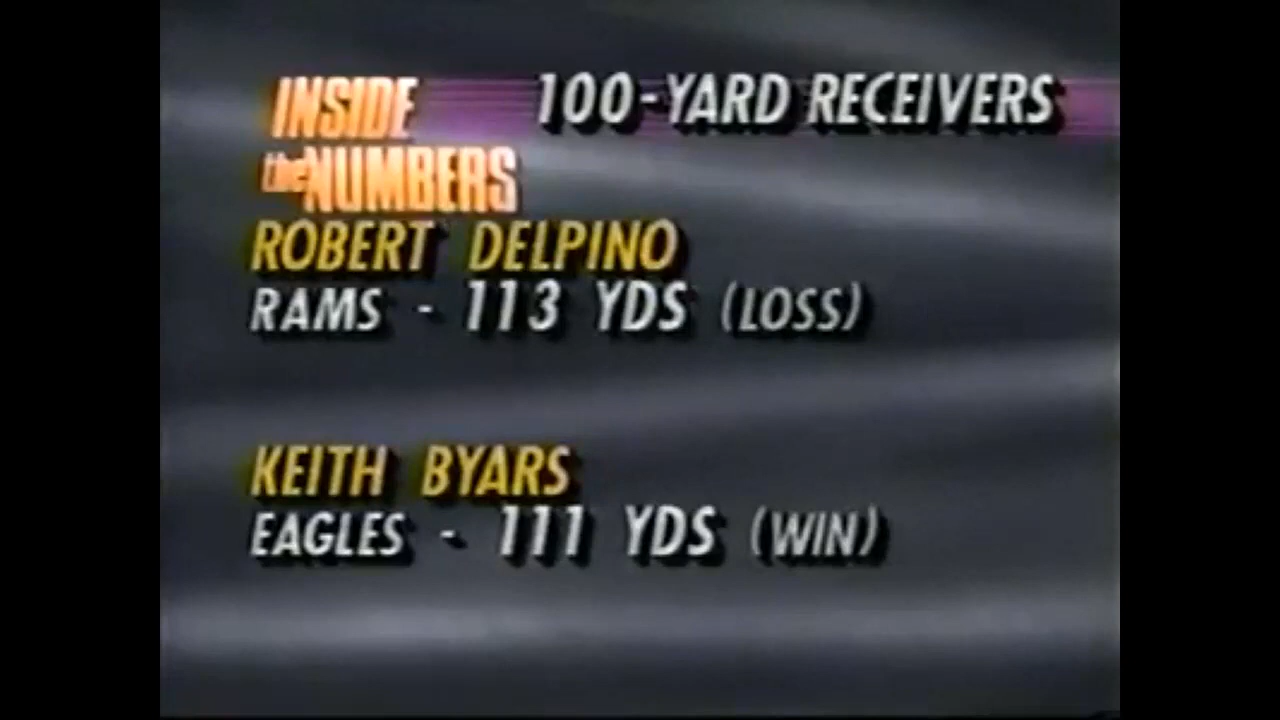 INSIDE
the NUMBERS
100-YARD RECEIVERS
ROBERT DELPINO
RAMS - 113 YDS (LOSS)
KEITH BYARS
EAGLES - 111 YDS (WIN)